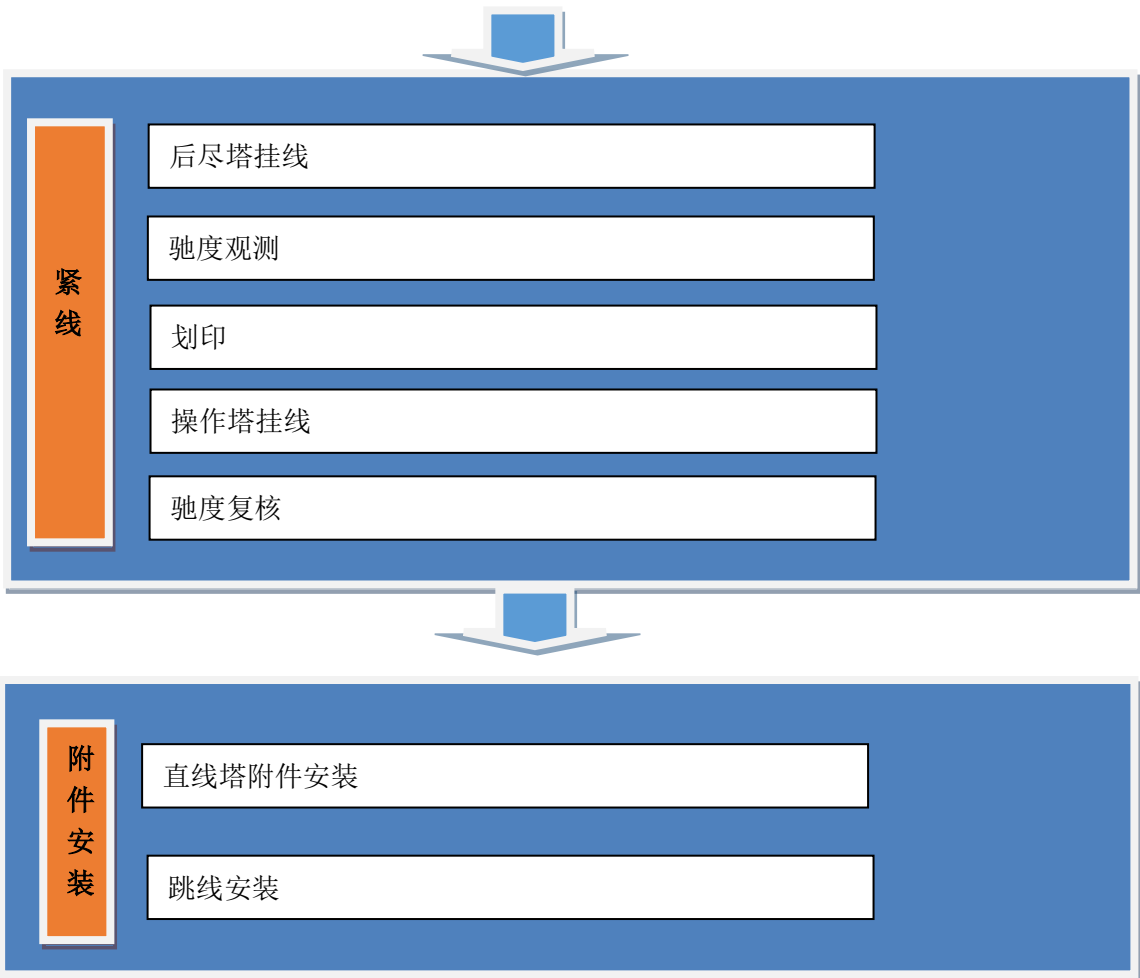 紧线
后尽塔挂线
驰度观测
划印
操作塔挂线
驰度复核
附件安装
直线塔附件安装
跳线安装